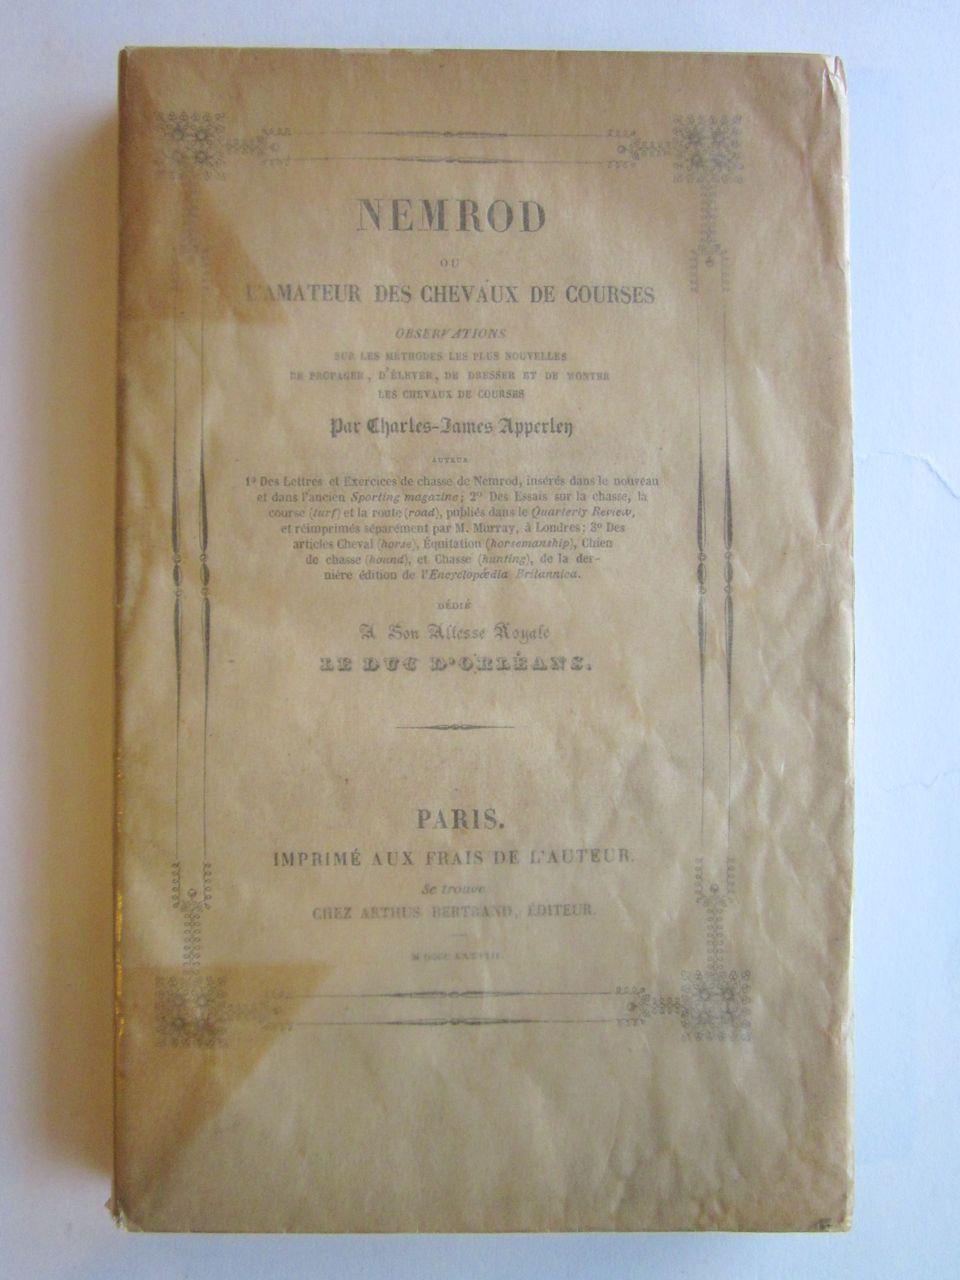 NEMROD
OU
L'AMATEUR DES CHEVAUX DE COURSES
OBSERVATIONS
SUR LES MÉTHODES LES PLUS NOUVELLES
DE PROPAGER, D'ÉLEVER, DE DRESSER ET DE MONTER
LES CHEVAUX DE COURSES
Par Charles-James Apperley
AUTEUR
1º Des Lettres et Exercices de chasse de Nemrod, insérés dans le nouveau
et dans l'ancien Sporting magazine; 2º Des Essais sur la chasse, la
course (turf) et la route (road), publiés dans le Quarterly Review,
et réimprimés séparément par M. Murray, à Londres; 3º Des
articles Cheval (horse), Équitation (horsemanship), Chien
de chasse (hound), et Chasse (hunting), de la der-
nière édition de l'Encyclopædia Britannica.
DÉDIÉ
A Son Altesse Royale
LE DUC D'ORLÉANS.
PARIS.
IMPRIMÉ AUX FRAIS DE L'AUTEUR.
Se trouve
CHEZ ARTHUS BERTRAND, ÉDITEUR.